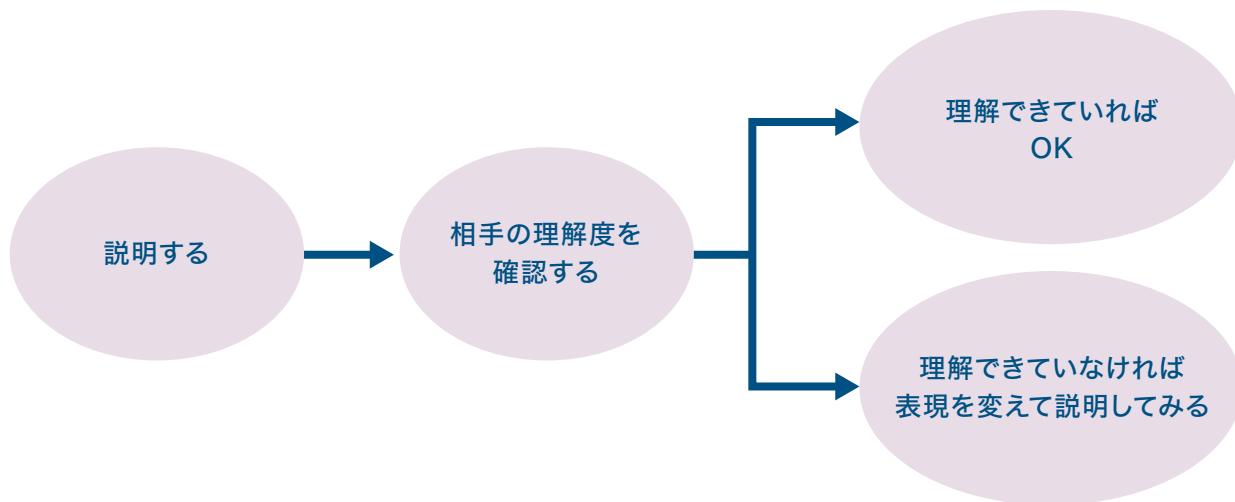 説明する
相手の理解度を
確認する
理解できていれば
OK
理解できていなければ
表現を変えて説明してみる